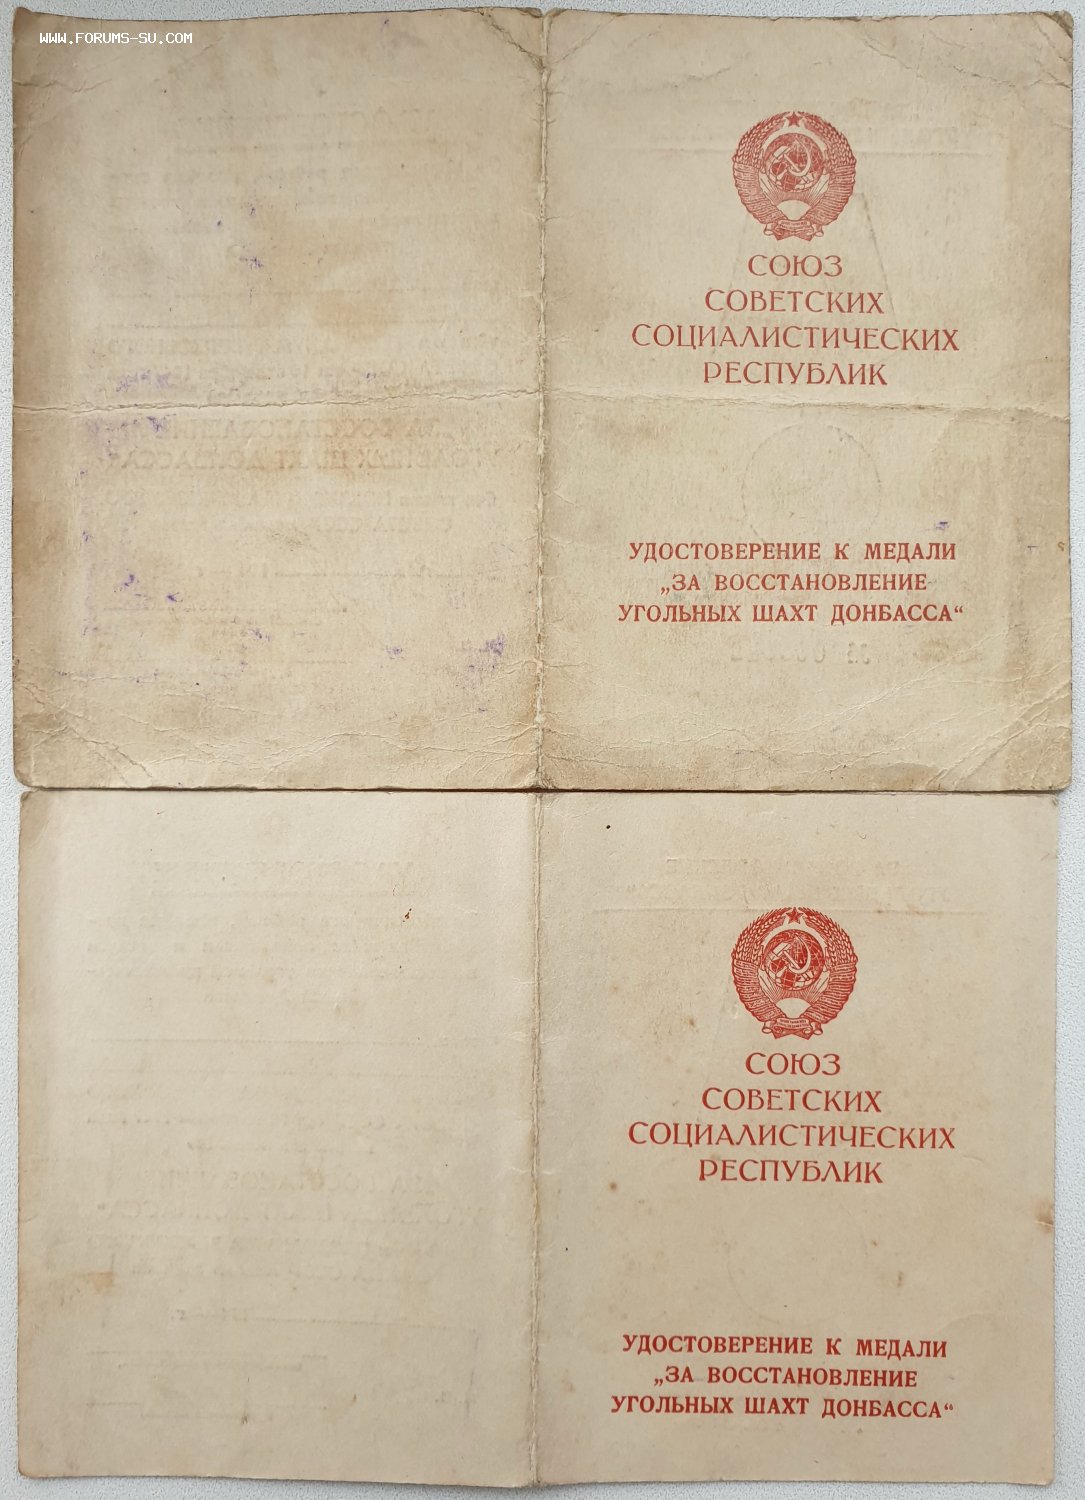 WWW.FORUMS-SU.COM
СОЮЗ
СОВЕТСКИХ
СОЦИАЛИСТИЧЕСКИХ
РЕСПУБЛИК
УДОСТОВЕРЕНИЕ К МЕДАЛИ
„ЗА ВОССТАНОВЛЕНИЕ
УГОЛЬНЫХ ШАХТ ДОНБАССА“
СОЮЗ
СОВЕТСКИХ
СОЦИАЛИСТИЧЕСКИХ
РЕСПУБЛИК
УДОСТОВЕРЕНИЕ К МЕДАЛИ
„ЗА ВОССТАНОВЛЕНИЕ
УГОЛЬНЫХ ШАХТ ДОНБАССА“